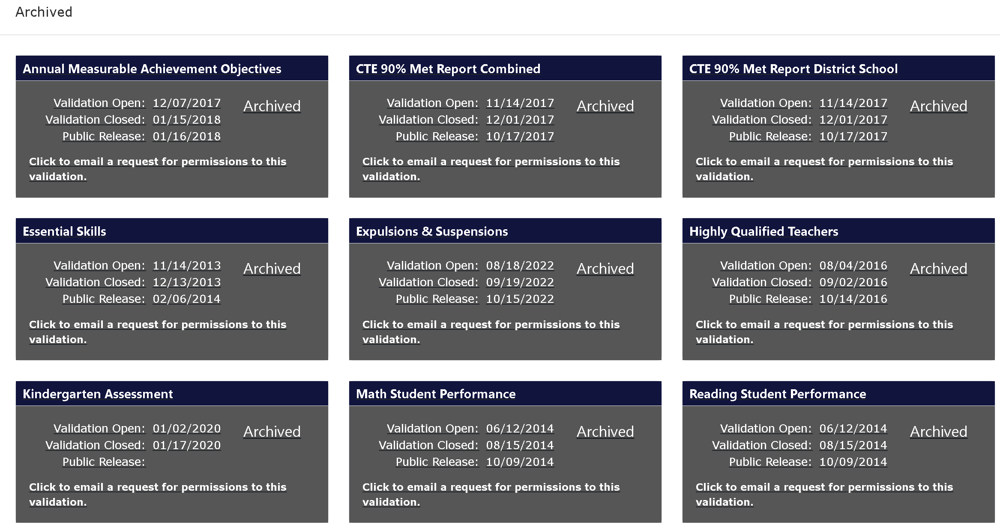 Archived
Annual Measurable Achievement Objectives
Validation Open: 12/07/2017
Archived
Validation Closed: 01/15/2018
Public Release: 01/16/2018
Click to email a request for permissions to this
validation.
CTE 90% Met Report Combined
Validation Open: 11/14/2017
Archived
Validation Closed: 12/01/2017
Public Release: 10/17/2017
Click to email a request for permissions to this
validation.
CTE 90% Met Report District School
Validation Open: 11/14/2017
Archived
Validation Closed: 12/01/2017
Public Release: 10/17/2017
Click to email a request for permissions to this
validation.
Essential Skills
Validation Open: 11/14/2013
Archived
Validation Closed: 12/13/2013
Public Release: 02/06/2014
Click to email a request for permissions to this
validation.
Expulsions & Suspensions
Validation Open: 08/18/2022
Archived
Validation Closed: 09/19/2022
Public Release: 10/15/2022
Click to email a request for permissions to this
validation.
Highly Qualified Teachers
Validation Open: 08/04/2016
Archived
Validation Closed: 09/02/2016
Public Release: 10/14/2016
Click to email a request for permissions to this
validation.
Kindergarten Assessment
Validation Open: 01/02/2020
Archived
Validation Closed: 01/17/2020
Public Release:
Click to email a request for permissions to this
validation.
Math Student Performance
Validation Open: 06/12/2014
Archived
Validation Closed: 08/15/2014
Public Release: 10/09/2014
Click to email a request for permissions to this
validation.
Reading Student Performance
Validation Open: 06/12/2014
Archived
Validation Closed: 08/15/2014
Public Release: 10/09/2014
Click to email a request for permissions to this
validation.